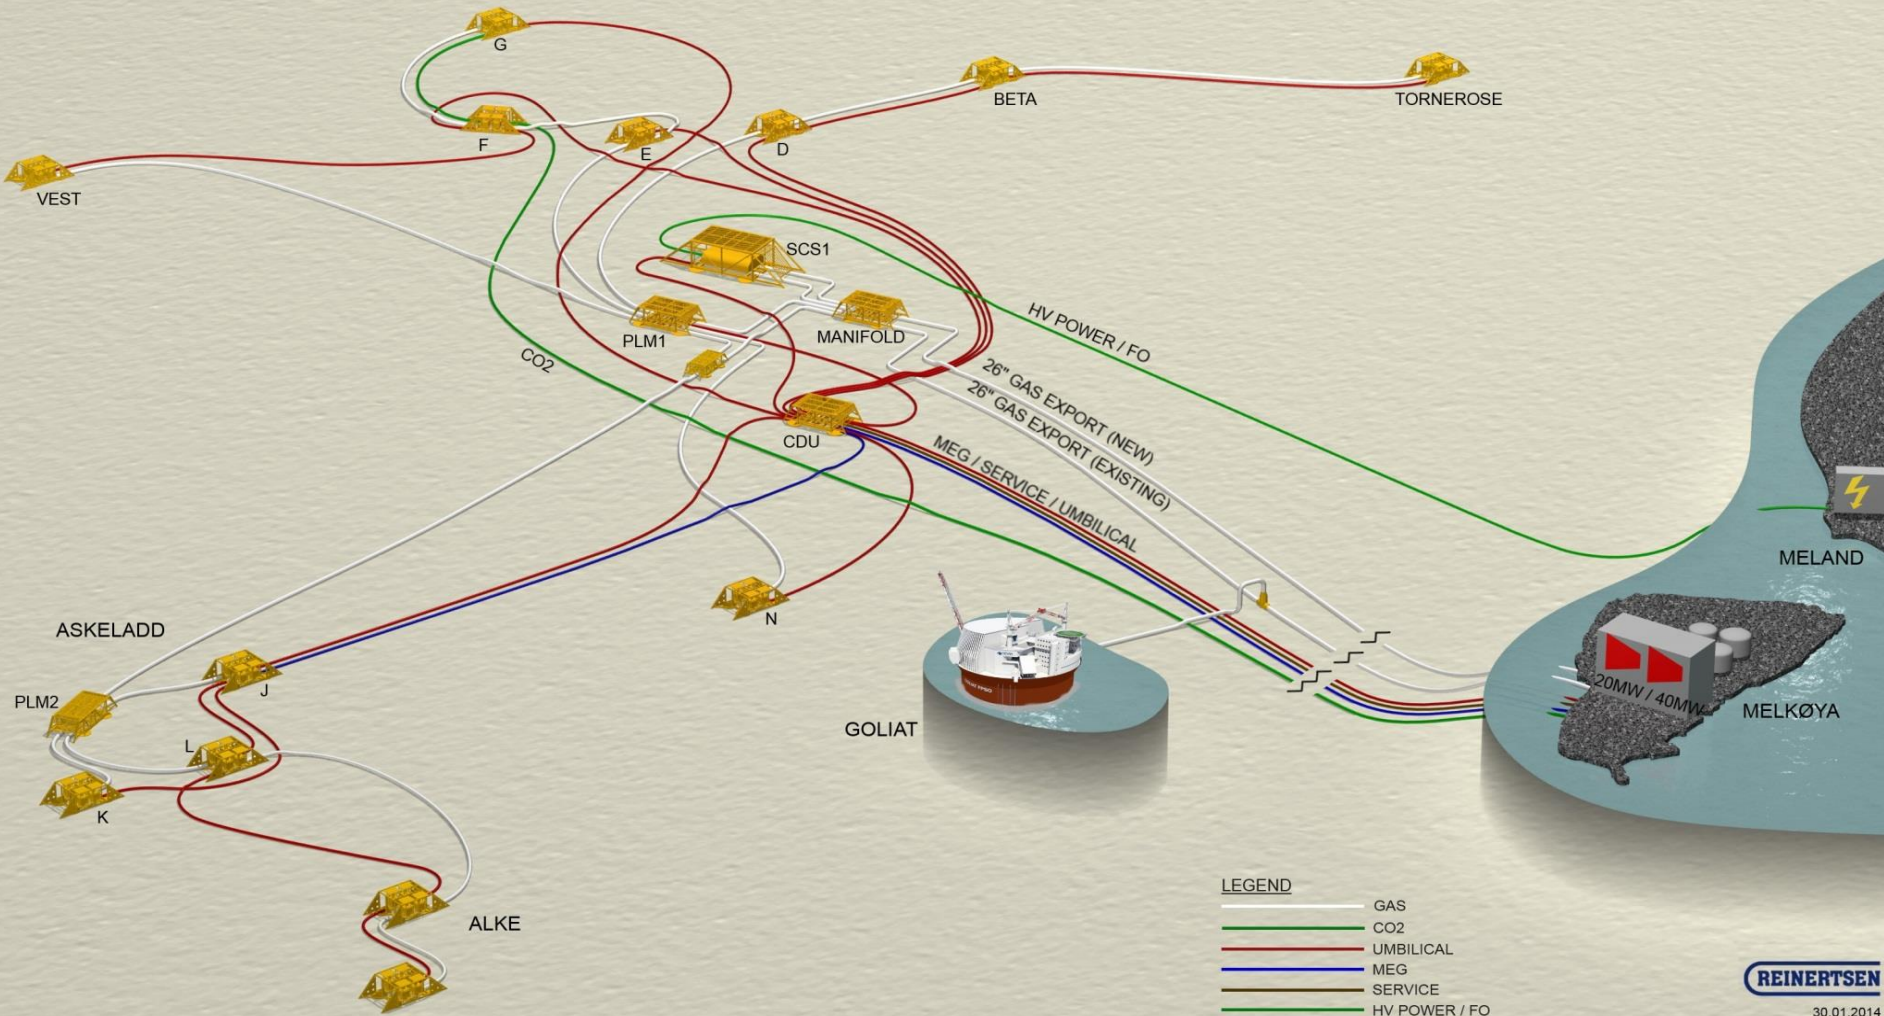 G
BETA
TORNEROSE
F
E
D
VEST
SCS1
HV POWER / FO
PLM1
MANIFOLD
CO2
26" GAS EXPORT (NEW)
26" GAS EXPORT (EXISTING)
CDU
MEG / SERVICE / UMBILICAL
MELAND
N
ASKELADD
J
PLM2
20MW / 40MW
MELKØYA
GOLIAT
L
K
ALKE
LEGEND
GAS
CO2
UMBILICAL
MEG
SERVICE
HV POWER / FO
REINERTSEN
30.01.2014